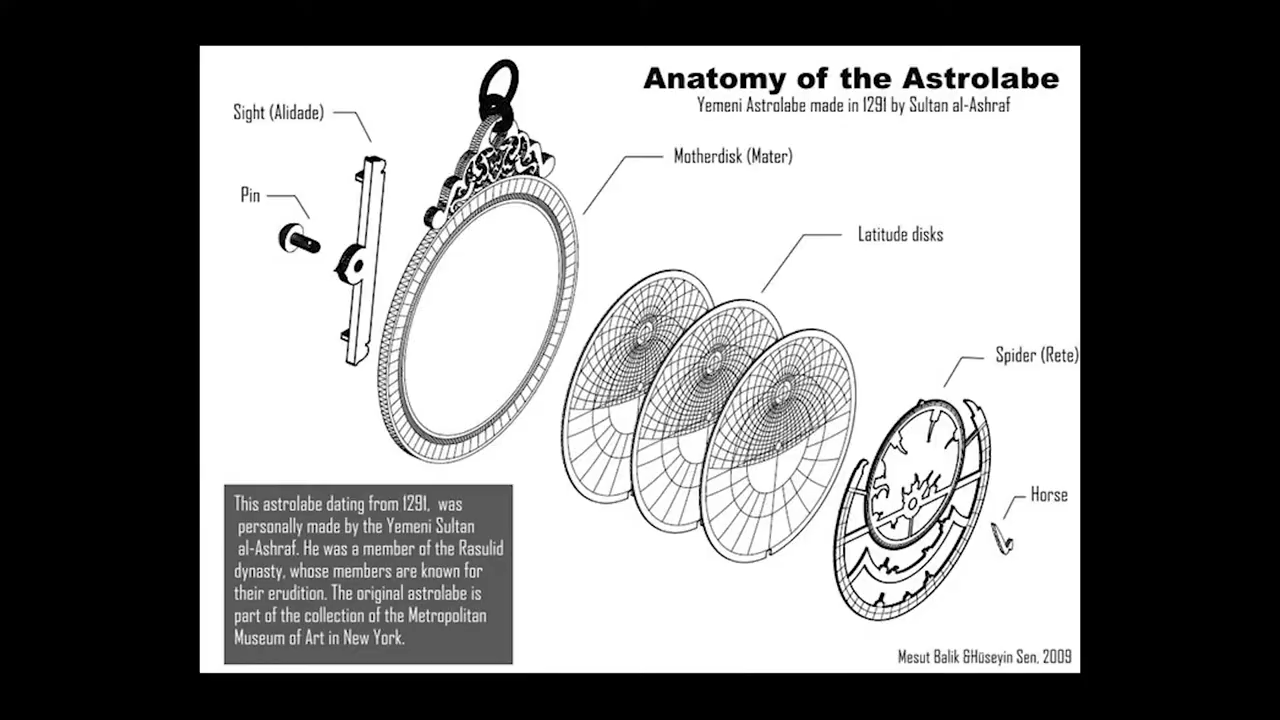 Anatomy of the Astrolabe
Yemeni Astrolabe made in 1291 by Sultan al-Ashraf
Sight (Alidade)
Pin
Motherdisk (Mater)
Latitude disks
Spider (Rete)
Horse
This astrolabe dating from 1291, was
personally made by the Yemeni Sultan
al-Ashraf. He was a member of the Rasulid
dynasty, whose members are known for
their erudition. The original astrolabe is
part of the collection of the Metropolitan
Museum of Art in New York.
Mesut Balik &Hüseyin Sen, 2009